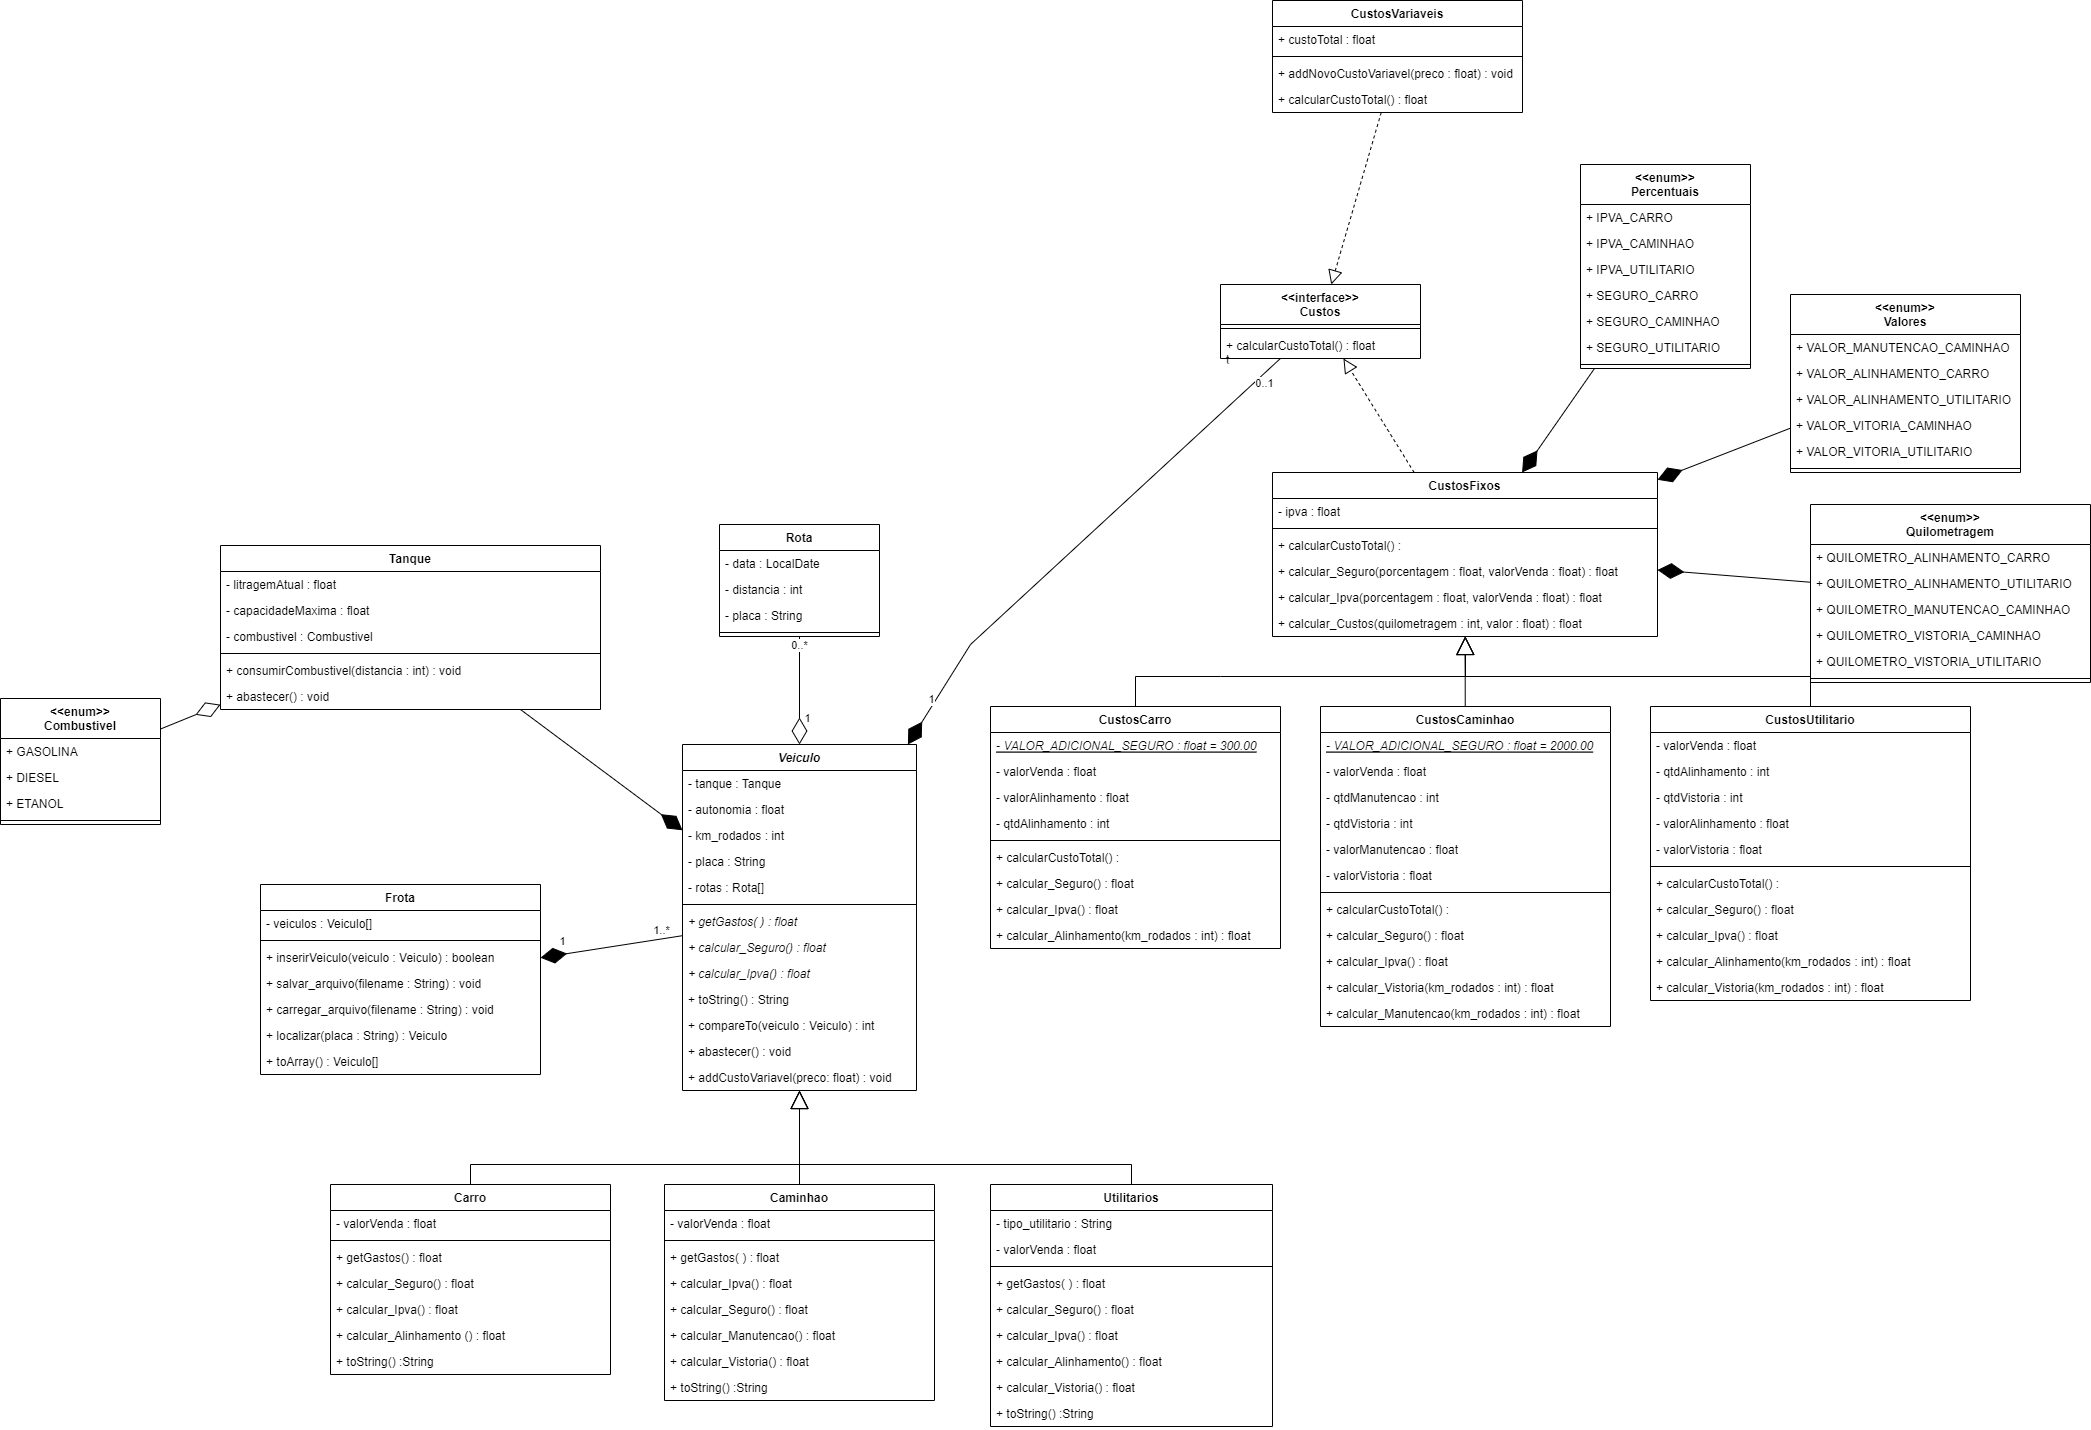 CustosVariaveis
+ custoTotal : float
+ addNovoCustoVariavel(preco : float) : void
+ calcularCustoTotal() : float
<<enum>>
Percentuais
+ IPVA_CARRO
+ IPVA_CAMINHAO
+ IPVA_UTILITARIO
+ SEGURO_CARRO
+ SEGURO_CAMINHAO
+ SEGURO_UTILITARIO
<<interface>>
Custos
+ calcularCustoTotal() : float
0..1
1
<<enum>>
Valores
+ VALOR_MANUTENCAO_CAMINHAO
+ VALOR_ALINHAMENTO_CARRO
+ VALOR_ALINHAMENTO_UTILITARIO
+ VALOR_VITORIA_CAMINHAO
+ VALOR_VITORIA_UTILITARIO
CustosFixos
- ipva : float
+ calcularCustoTotal() :
+ calcular_Seguro(porcentagem : float, valorVenda : float) : float
+ calcular_Ipva(porcentagem : float, valorVenda : float) : float
+ calcular_Custos(quilometragem : int, valor : float) : float
<<enum>>
Quilometragem
+ QUILOMETRO_ALINHAMENTO_CARRO
+ QUILOMETRO_ALINHAMENTO_UTILITARIO
+ QUILOMETRO_MANUTENCAO_CAMINHAO
+ QUILOMETRO_VISTORIA_CAMINHAO
+ QUILOMETRO_VISTORIA_UTILITARIO
Rota
- data : LocalDate
- distancia : int
- placa : String
0..*
1
Tanque
- litragemAtual : float
- capacidadeMaxima : float
- combustivel : Combustivel
+ consumirCombustivel(distancia : int) : void
+ abastecer() : void
<<enum>>
Combustivel
+ GASOLINA
+ DIESEL
+ ETANOL
Veiculo
- tanque : Tanque
- autonomia : float
- km_rodados : int
- placa : String
- rotas : Rota[]
+ getGastos( ) : float
+ calcular_Seguro() : float
+ calcular_Ipva() : float
+ toString() : String
+ compareTo(veiculo : Veiculo) : int
+ abastecer() : void
+ addCustoVariavel(preco: float) : void
Frota
- veiculos : Veiculo[]
+ inserirVeiculo(veiculo : Veiculo) : boolean
+ salvar_arquivo(filename : String) : void
+ carregar_arquivo(filename : String) : void
+ localizar(placa : String) : Veiculo
+ toArray() : Veiculo[]
1
1..*
CustosCarro
- VALOR_ADICIONAL_SEGURO : float = 300.00
- valorVenda : float
- valorAlinhamento : float
- qtdAlinhamento : int
+ calcularCustoTotal() :
+ calcular_Seguro() : float
+ calcular_Ipva() : float
+ calcular_Alinhamento(km_rodados : int) : float
CustosCaminhao
- VALOR_ADICIONAL_SEGURO : float = 2000.00
- valorVenda : float
- qtdManutencao : int
- qtdVistoria : int
- valorManutencao : float
- valorVistoria : float
+ calcularCustoTotal() :
+ calcular_Seguro() : float
+ calcular_Ipva() : float
+ calcular_Vistoria(km_rodados : int) : float
+ calcular_Manutencao(km_rodados : int) : float
CustosUtilitario
- valorVenda : float
- qtdAlinhamento : int
- qtdVistoria : int
- valorAlinhamento : float
- valorVistoria : float
+ calcularCustoTotal() :
+ calcular_Seguro() : float
+ calcular_Ipva() : float
+ calcular_Alinhamento(km_rodados : int) : float
+ calcular_Vistoria(km_rodados : int) : float
Carro
- valorVenda : float
+ getGastos() : float
+ calcular_Seguro() : float
+ calcular_Ipva() : float
+ calcular_Alinhamento () : float
+ toString() :String
Caminhao
- valorVenda : float
+ getGastos( ) : float
+ calcular_Ipva() : float
+ calcular_Seguro() : float
+ calcular_Manutencao() : float
+ calcular_Vistoria() : float
+ toString() :String
Utilitários
- tipo_utilitario : String
- valorVenda : float
+ getGastos( ) : float
+ calcular_Seguro() : float
+ calcular_Ipva() : float
+ calcular_Alinhamento() : float
+ calcular_Vistoria() : float
+ toString() :String